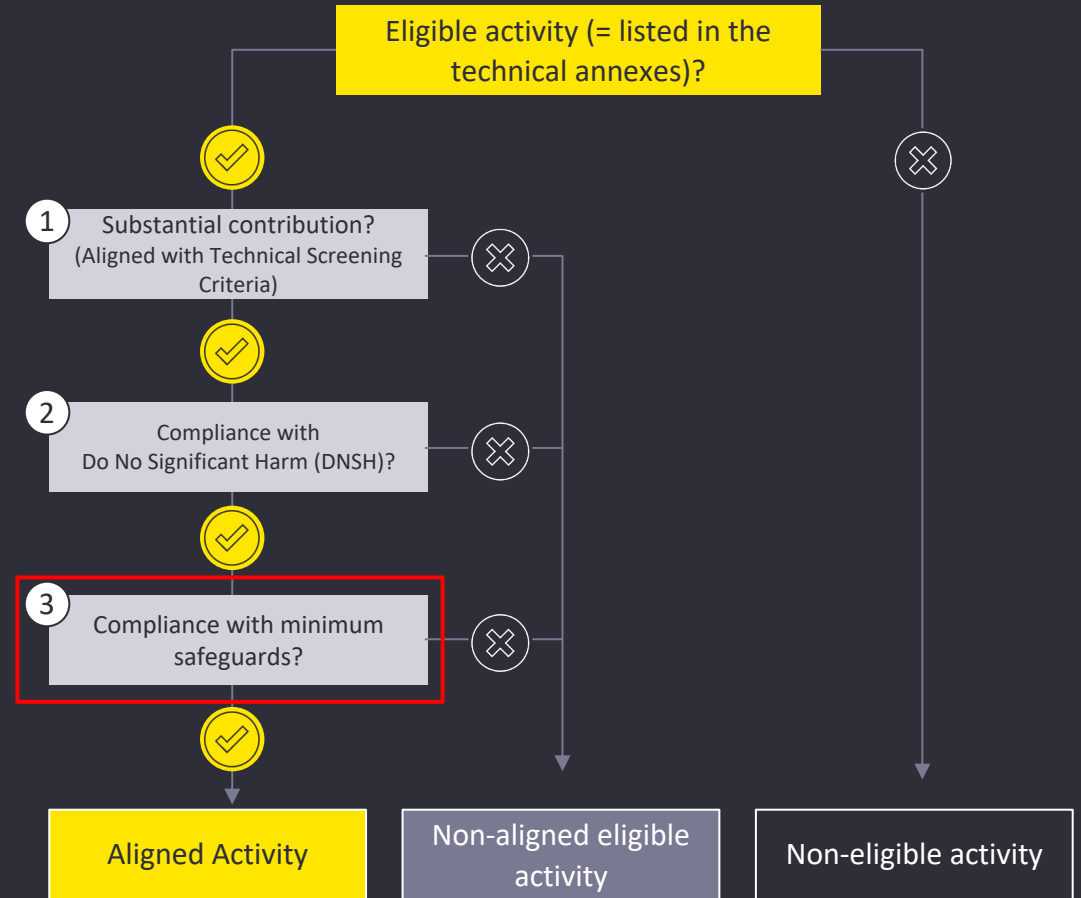 Eligible activity (= listed in the
technical annexes)?
1
Substantial contribution?
(Aligned with Technical Screening
Criteria)
2
Compliance with
Do No Significant Harm (DNSH)?
3
Compliance with minimum
safeguards?
Aligned Activity
Non-aligned eligible
activity
Non-eligible activity